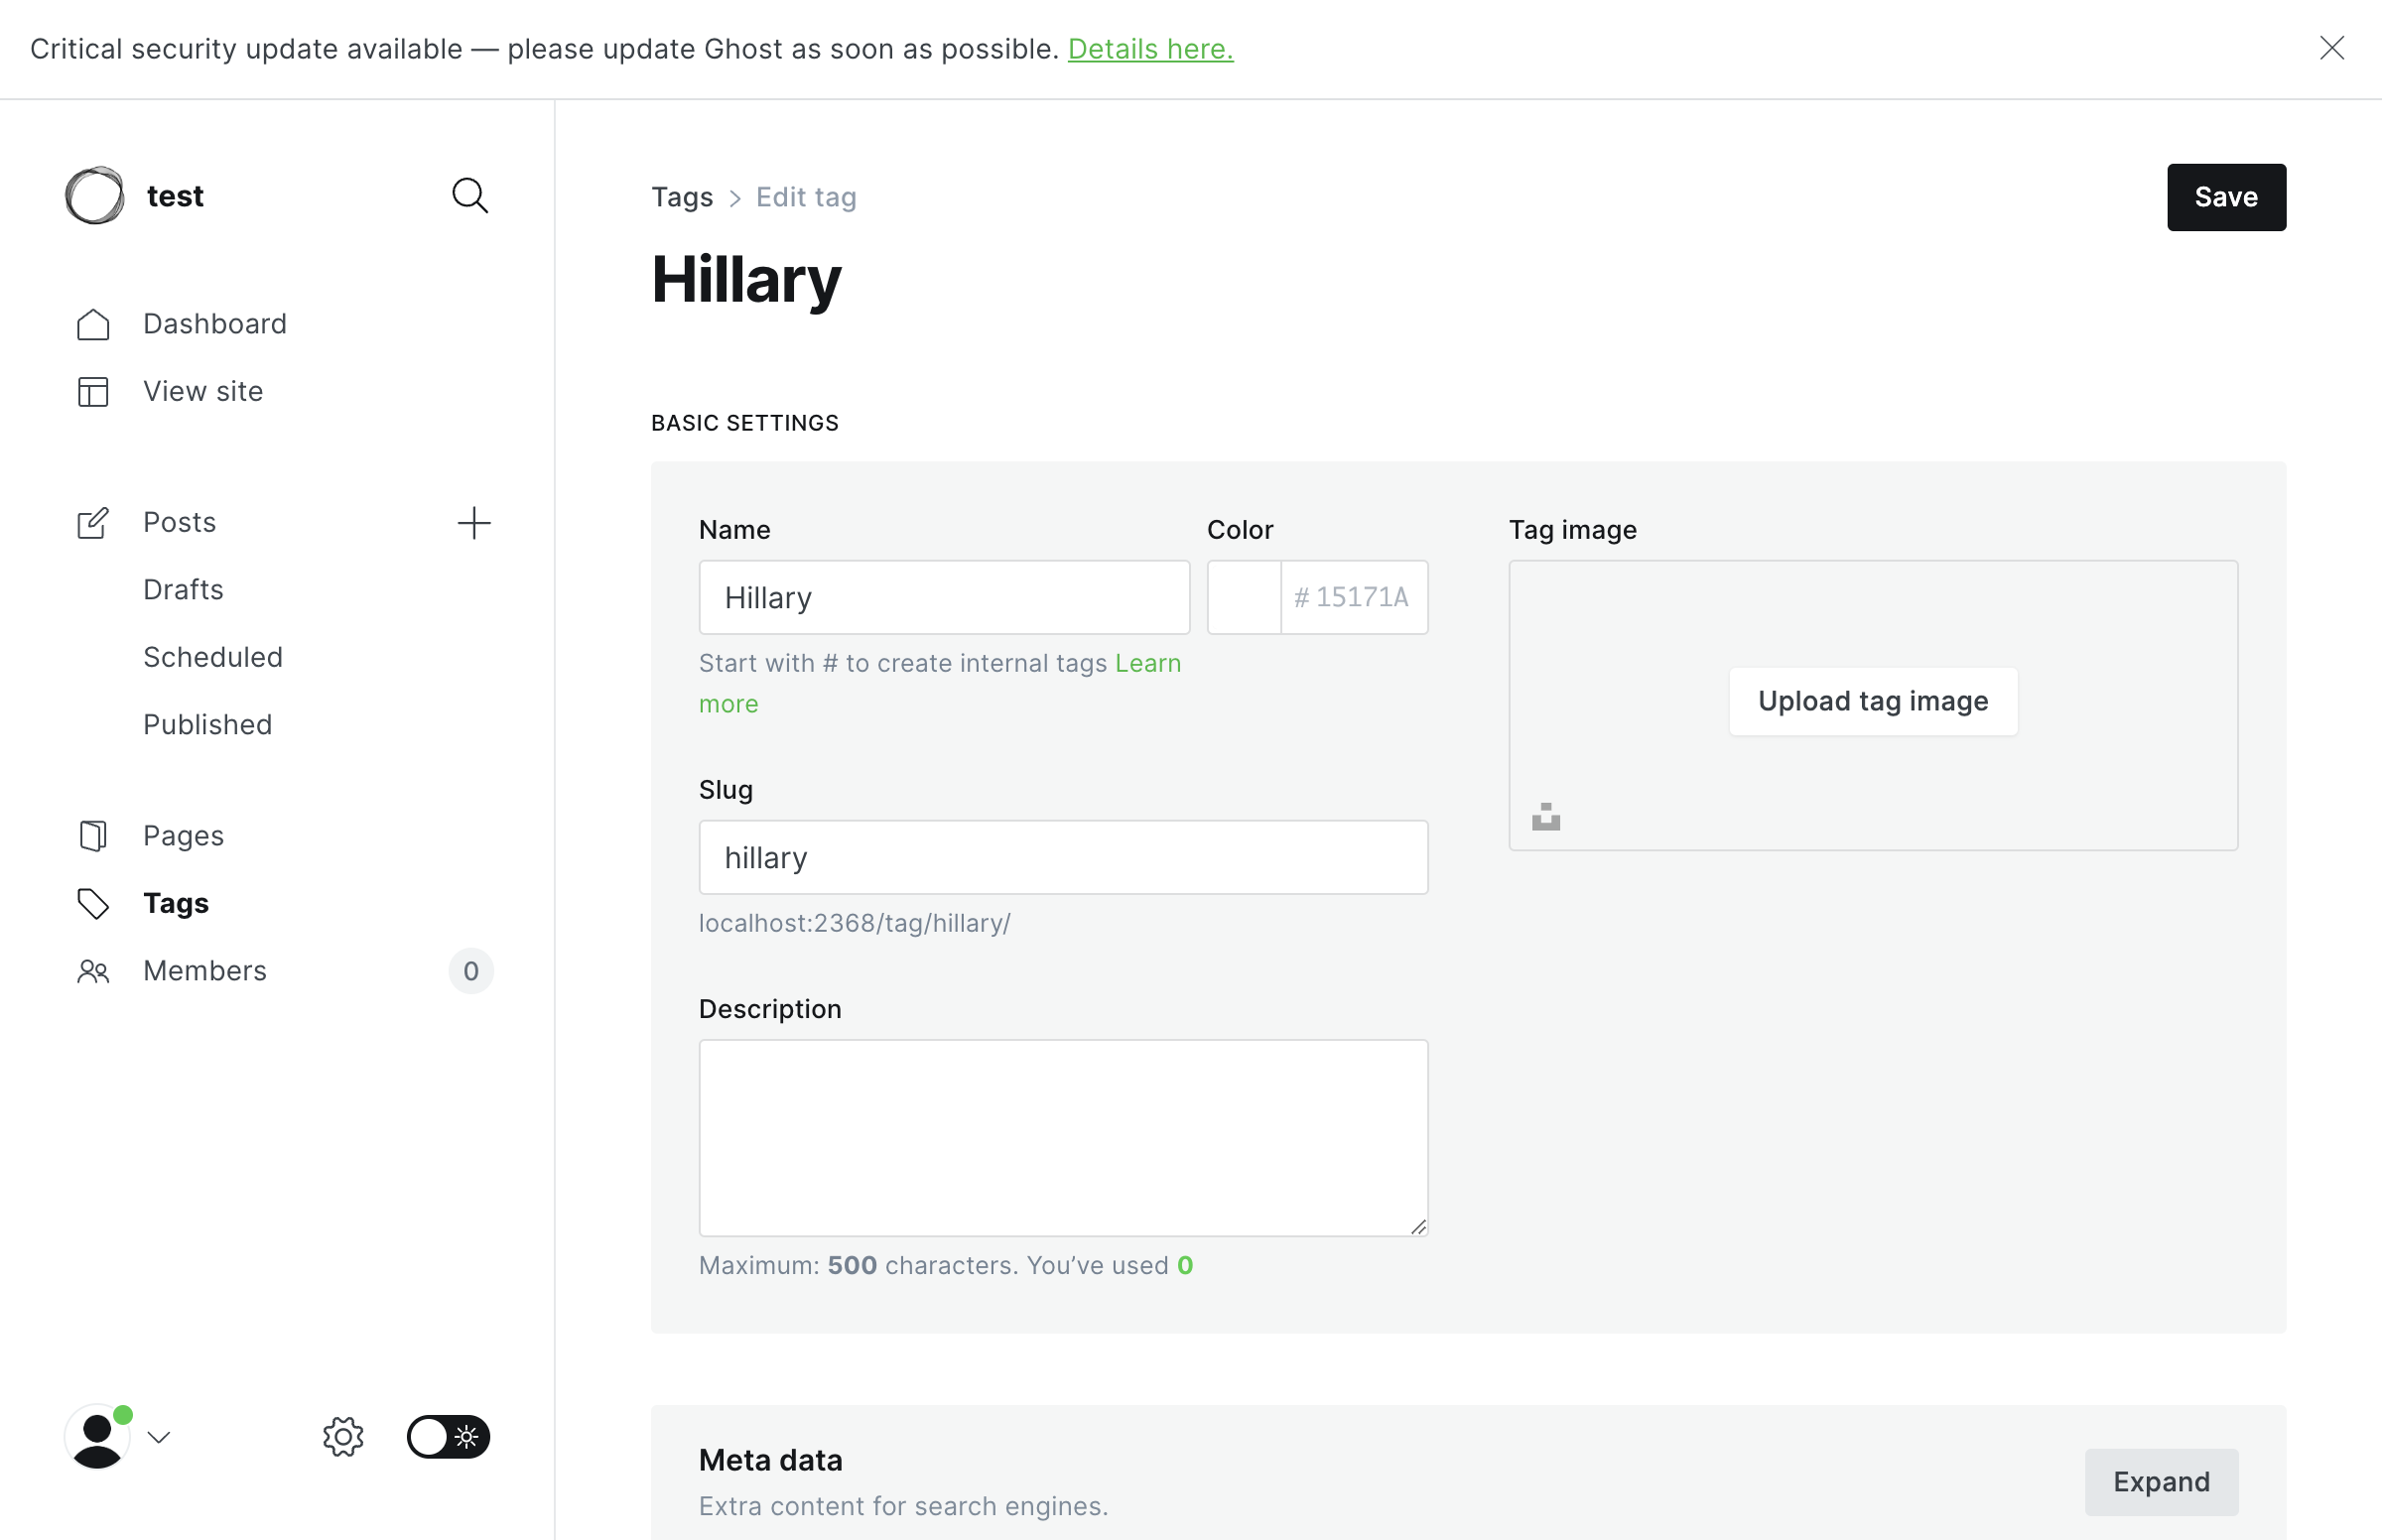 Critical security update available — please update Ghost as soon as possible. Details here.
test
Dashboard
View site
Posts
Drafts
Scheduled
Published
Pages
Tags
Members
0
Tags > Edit tag
Save
Hillary
BASIC SETTINGS
Name
Hillary
Start with # to create internal tags Learn
more
Color
# 15171A
Slug
hillary
localhost:2368/tag/hillary/
Description
Maximum: 500 characters. You’ve used 0
Tag image
Upload tag image
Meta data
Extra content for search engines.
Expand